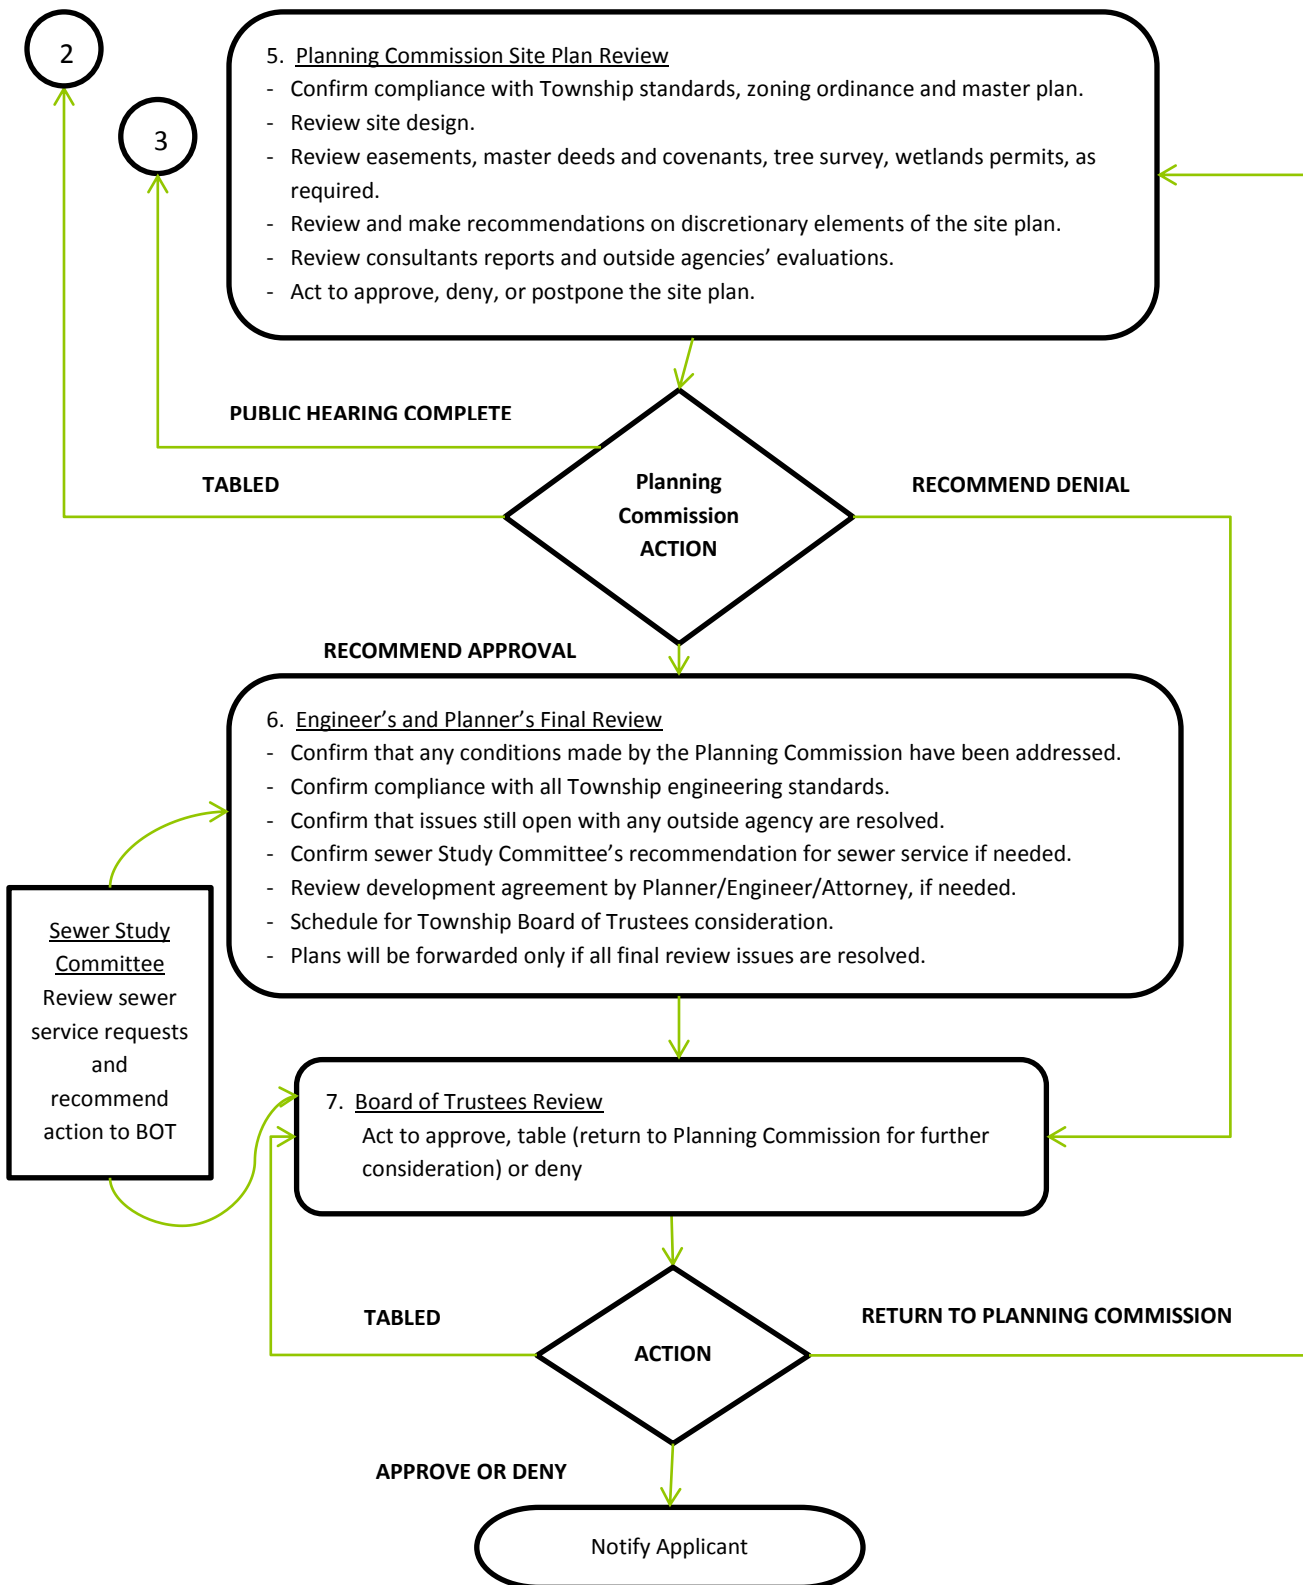 2
3
5. Planning Commission Site Plan Review
- Confirm compliance with Township standards, zoning ordinance and master plan.
- Review site design.
- Review easements, master deeds and covenants, tree survey, wetlands permits, as
required.
- Review and make recommendations on discretionary elements of the site plan.
- Review consultants reports and outside agencies’ evaluations.
- Act to approve, deny, or postpone the site plan.
PUBLIC HEARING COMPLETE
TABLED
Planning
Commission
ACTION
RECOMMEND DENIAL
RECOMMEND APPROVAL
6. Engineer’s and Planner’s Final Review
- Confirm that any conditions made by the Planning Commission have been addressed.
- Confirm compliance with all Township engineering standards.
- Confirm that issues still open with any outside agency are resolved.
- Confirm sewer Study Committee’s recommendation for sewer service if needed.
- Review development agreement by Planner/Engineer/Attorney, if needed.
- Schedule for Township Board of Trustees consideration.
- Plans will be forwarded only if all final review issues are resolved.
Sewer Study
Committee
Review sewer
service requests
and
recommend
action to BOT
7. Board of Trustees Review
Act to approve, table (return to Planning Commission for further
consideration) or deny
TABLED
ACTION
RETURN TO PLANNING COMMISSION
APPROVE OR DENY
Notify Applicant